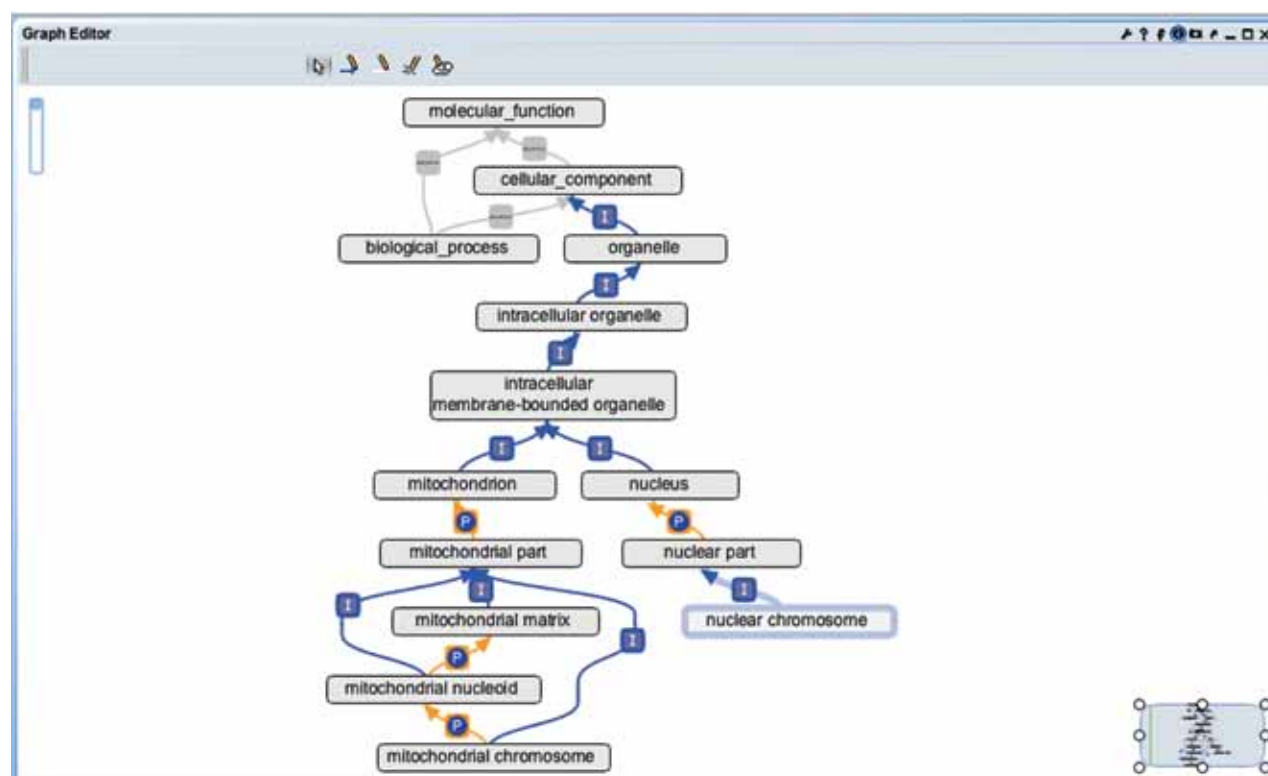 Graph Editor
molecular_function
cellular_component
biological_process
organelle
I
I
intracellular organelle
I
intracellular
membrane-bounded organelle
I
I
mitochondrion
nucleus
P
P
mitochondrial part
nuclear part
I
I
I
mitochondrial matrix
nuclear chromosome
I
P
mitochondrial nucleoid
P
mitochondrial chromosome